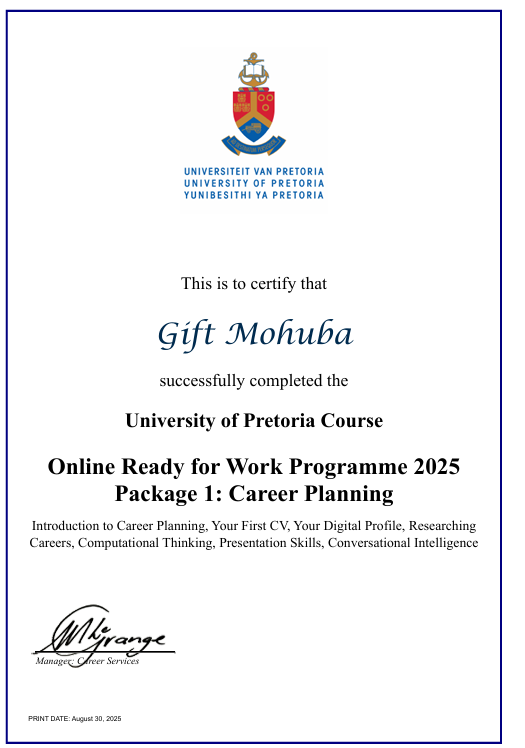 UNIVERSITEIT VAN PRETORIA
UNIVERSITY OF PRETORIA
YUNIBESITHI YA PRETORIA
This is to certify that
Gift Mohuba
successfully completed the
University of Pretoria Course
Online Ready for Work Programme 2025
Package 1: Career Planning
Introduction to Career Planning, Your First CV, Your Digital Profile, Researching
Careers, Computational Thinking, Presentation Skills, Conversational Intelligence
Manager: Career Services
PRINT DATE: August 30, 2025